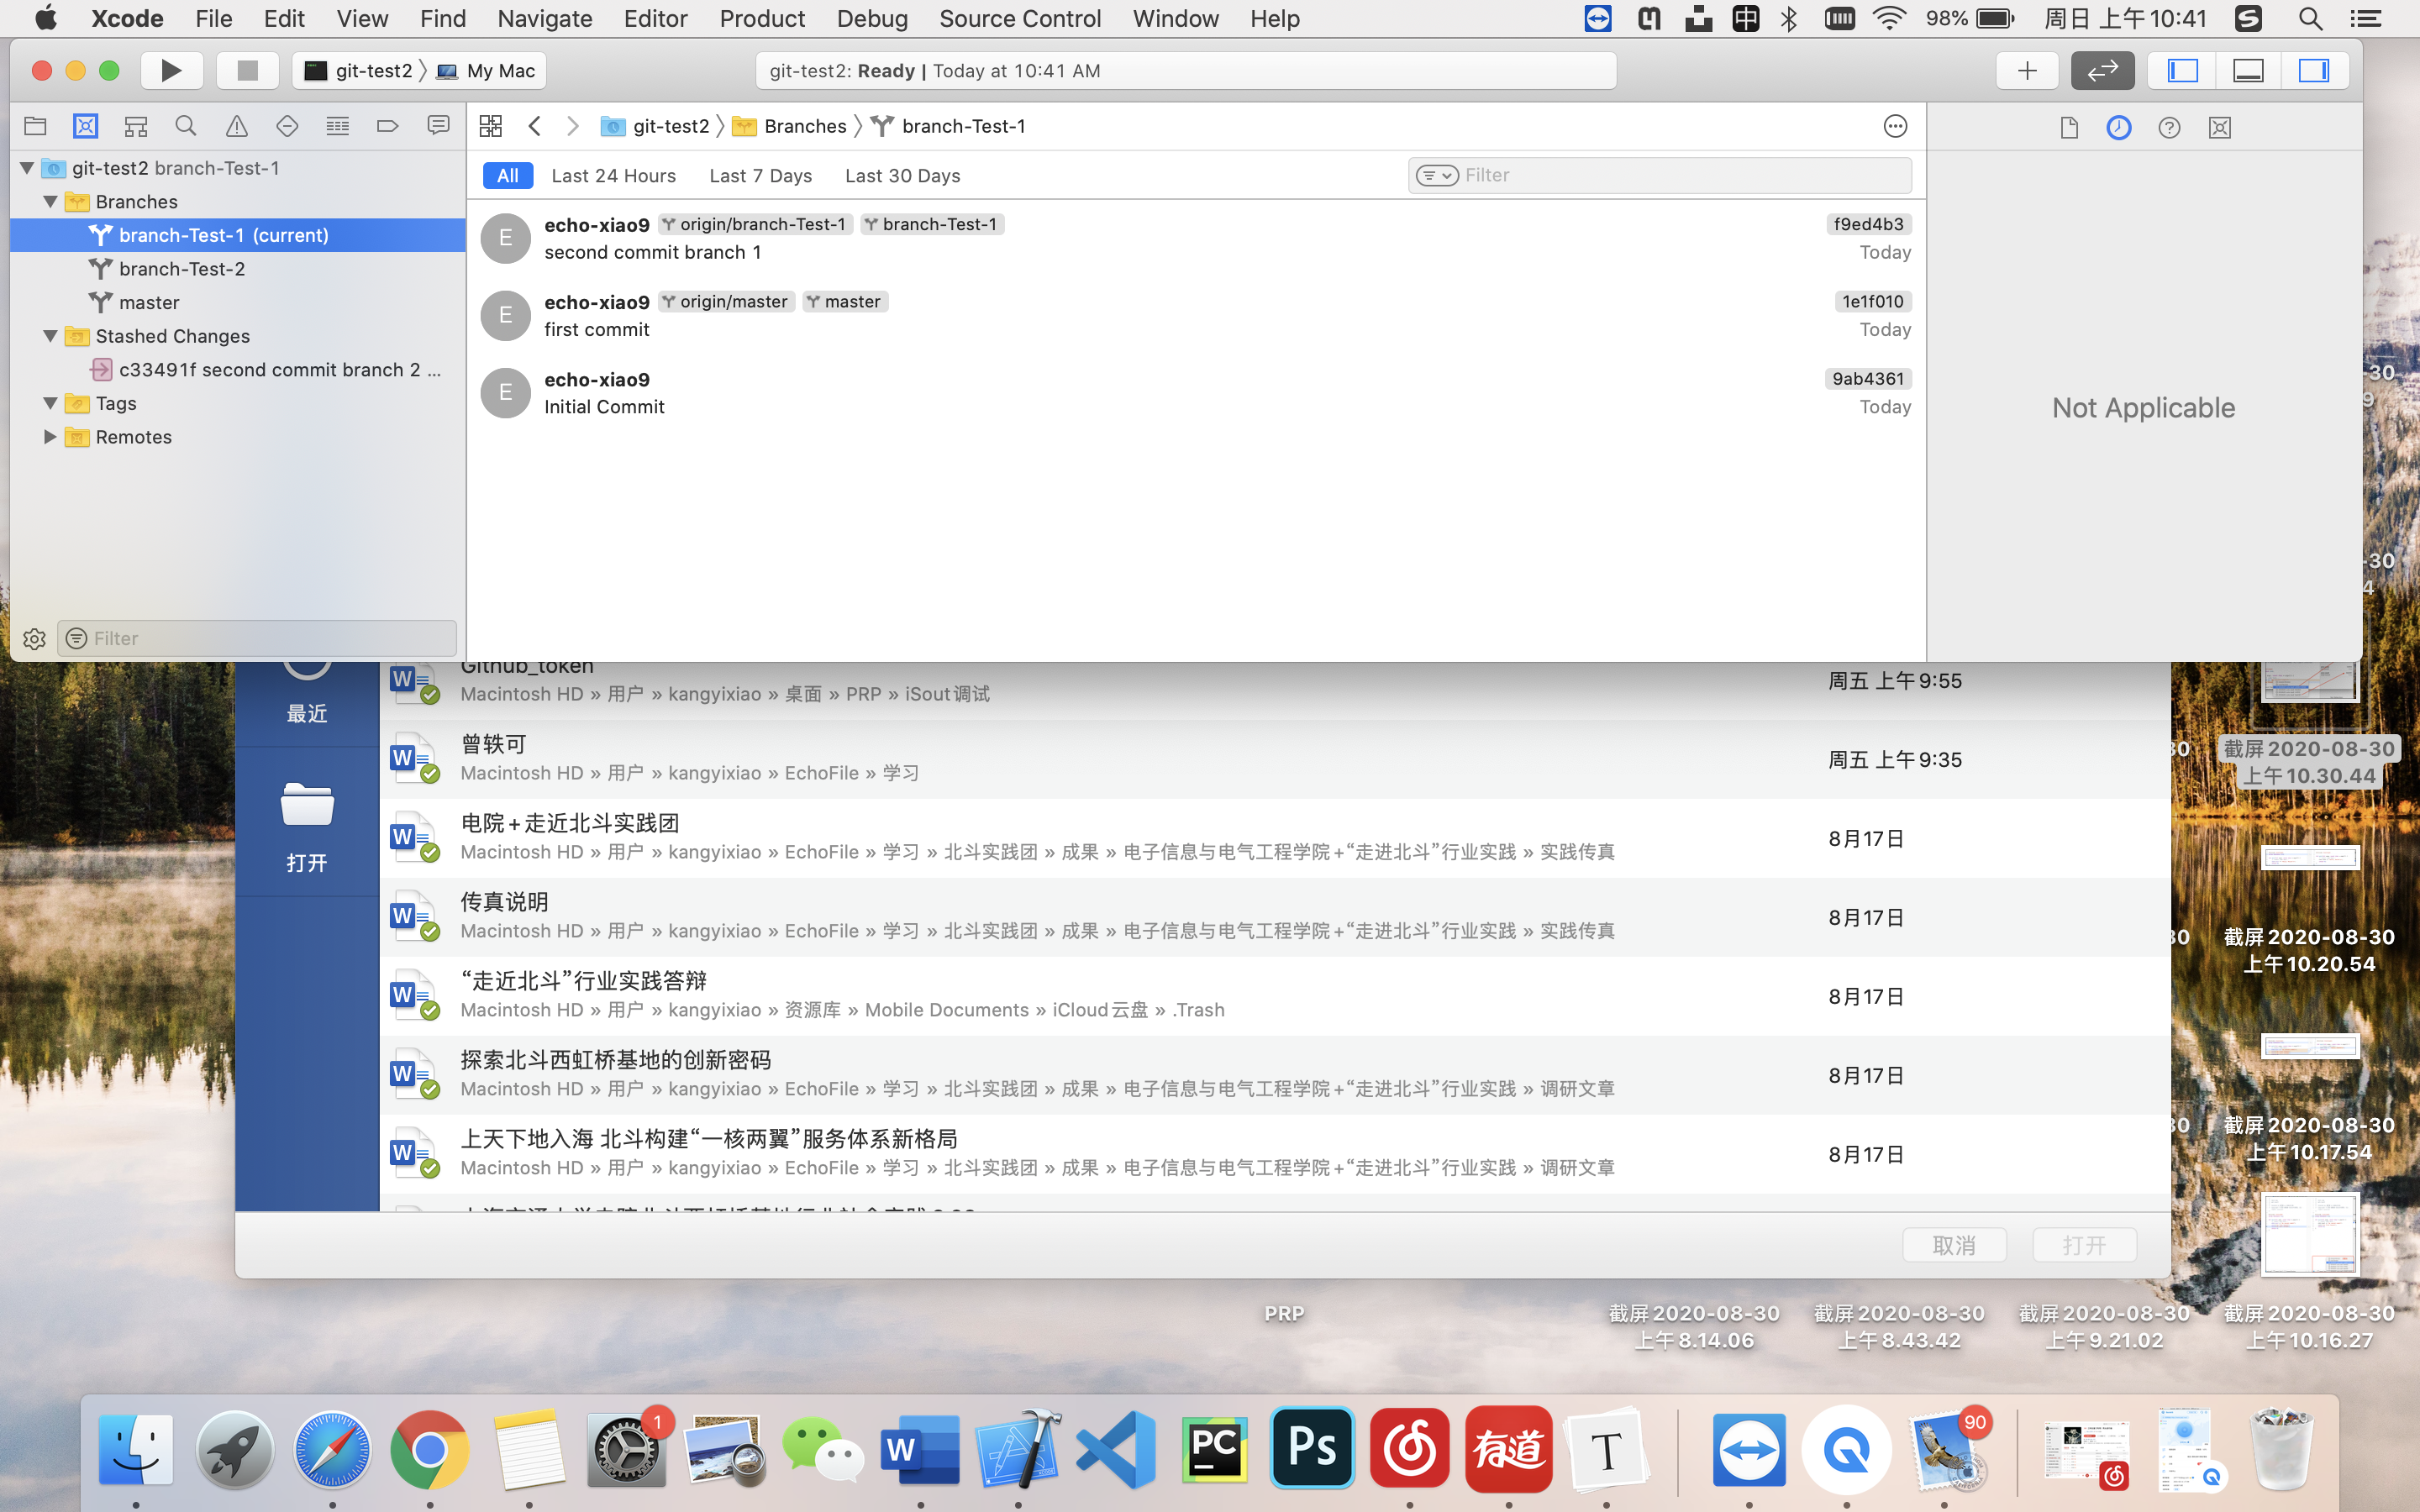 Xcode File Edit View Find Navigate Editor Product Debug Source Control Window Help 中 98% 周日 上午10:41
git-test2 〉 My Mac
git-test2: Ready | Today at 10:41 AM
git-test2 〉 Branches 〉 branch-Test-1
git-test2 branch-Test-1
Branches
branch-Test-1 (current)
branch-Test-2
master
Stashed Changes
c33491f second commit branch 2 ...
Tags
Remotes
Filter
All Last 24 Hours Last 7 Days Last 30 Days Filter
E echo-xiao9 origin/branch-Test-1 branch-Test-1 f9ed4b3
second commit branch 1 Today
E echo-xiao9 origin/master master 1e1f010
first commit Today
E echo-xiao9 9ab4361
Initial Commit Today
Not Applicable
最近
打开
Github_token
Macintosh HD » 用户 » kangyixiao » 桌面 » PRP » iSout调试
周五 上午9:55
曾轶可
Macintosh HD » 用户 » kangyixiao » EchoFile » 学习
周五 上午9:35
电院+走近北斗实践团
Macintosh HD » 用户 » kangyixiao » EchoFile » 学习 » 北斗实践团 » 成果 » 电子信息与电气工程学院+“走进北斗”行业实践 » 实践传真
8月17日
传真说明
Macintosh HD » 用户 » kangyixiao » EchoFile » 学习 » 北斗实践团 » 成果 » 电子信息与电气工程学院+“走进北斗”行业实践 » 实践传真
8月17日
“走近北斗”行业实践答辩
Macintosh HD » 用户 » kangyixiao » 资源库 » Mobile Documents » iCloud云盘 » .Trash
8月17日
探索北斗西虹桥基地的创新密码
Macintosh HD » 用户 » kangyixiao » EchoFile » 学习 » 北斗实践团 » 成果 » 电子信息与电气工程学院+“走进北斗”行业实践 » 调研文章
8月17日
上天下地入海 北斗构建“一核两翼”服务体系新格局
Macintosh HD » 用户 » kangyixiao » EchoFile » 学习 » 北斗实践团 » 成果 » 电子信息与电气工程学院+“走进北斗”行业实践 » 调研文章
8月17日
取消 打开
截屏2020-08-30
上午10.30.44
截屏2020-08-30
上午10.20.54
截屏2020-08-30
上午10.17.54
PRP
截屏2020-08-30
上午8.14.06
截屏2020-08-30
上午8.43.42
截屏2020-08-30
上午9.21.02
截屏2020-08-30
上午10.16.27
1 W PC Ps 有道 T Q 90